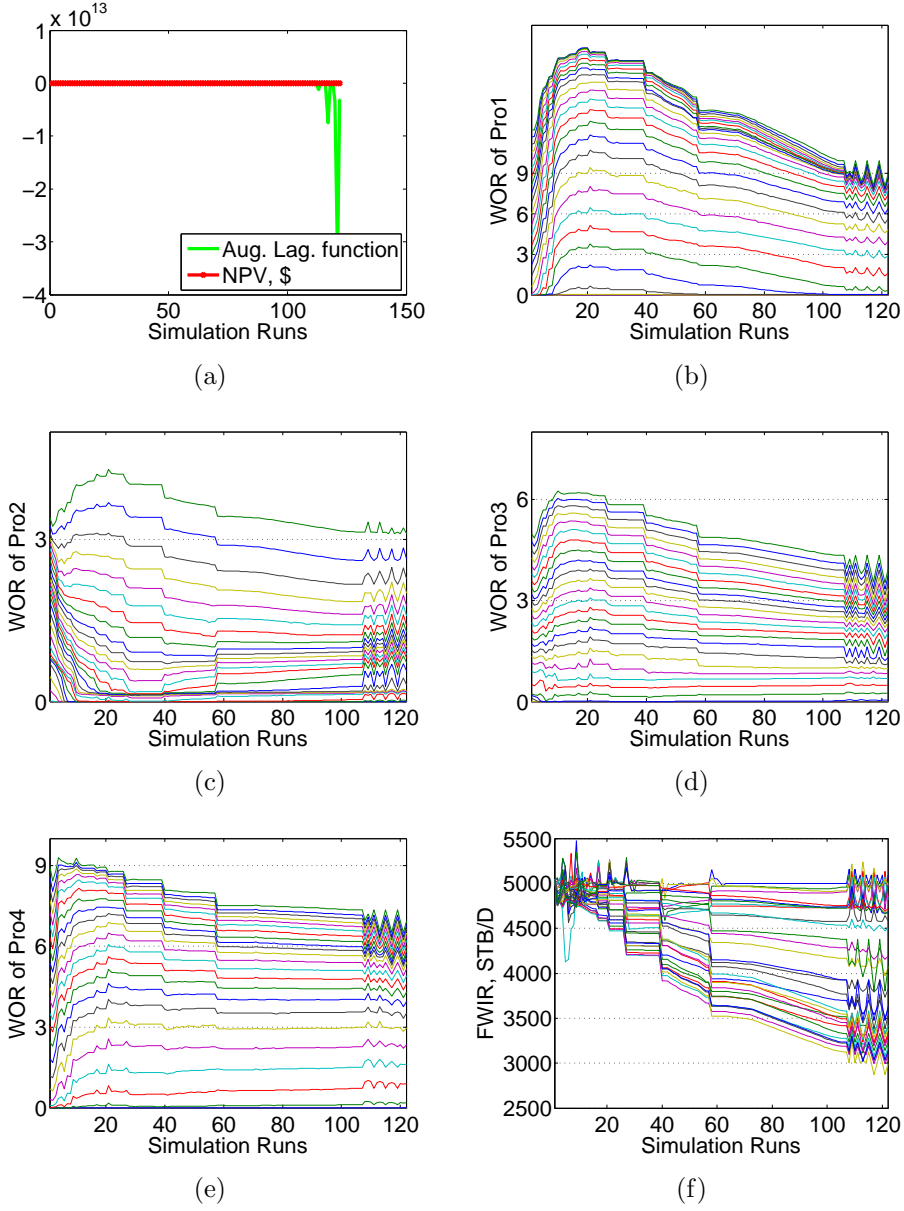 x 10^13
1
0
−1
−2
−3
−4
0 50 100 150
Aug. Lag. function
NPV, $
Simulation Runs
(a)
WOR of Pro1
9
6
3
0
20 40 60 80 100 120
Simulation Runs
(b)
WOR of Pro2
3
0
20 40 60 80 100 120
Simulation Runs
(c)
WOR of Pro3
6
3
0
20 40 60 80 100 120
Simulation Runs
(d)
WOR of Pro4
9
6
3
0
20 40 60 80 100 120
Simulation Runs
(e)
FWIR, STB/D
5500
5000
4500
4000
3500
3000
2500
20 40 60 80 100 120
Simulation Runs
(f)